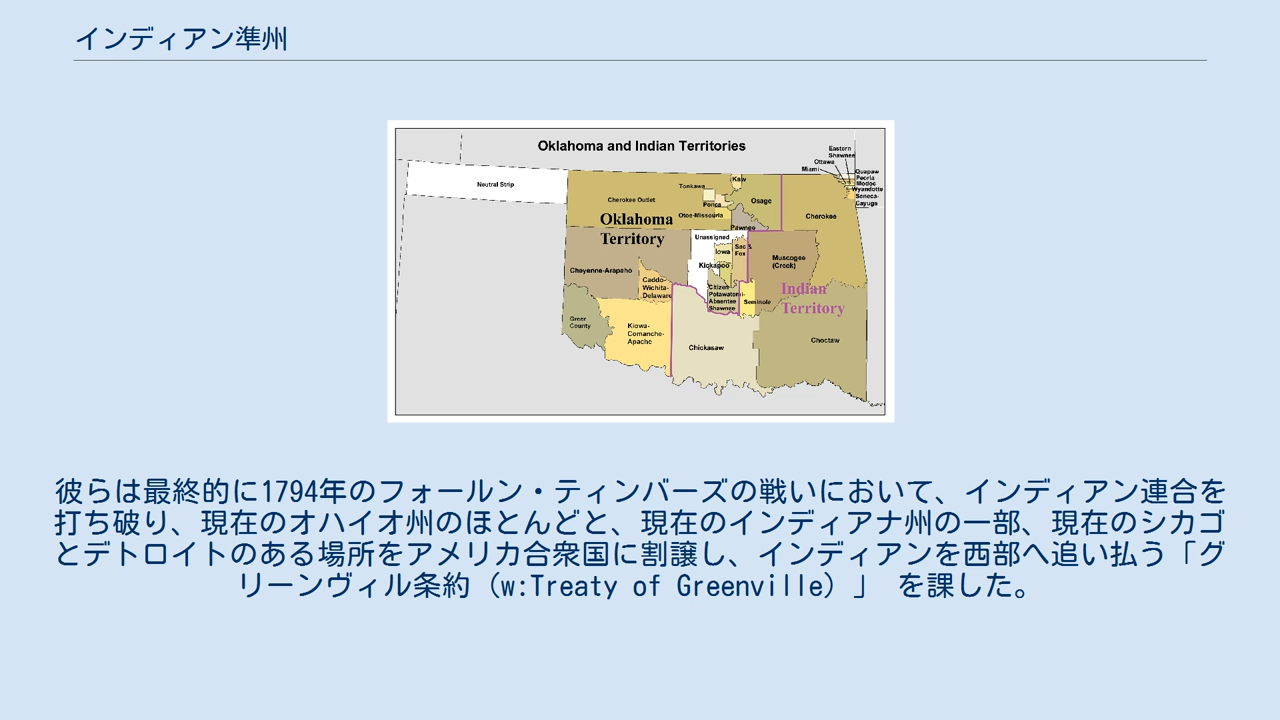 インディアン準州
Oklahoma and Indian Territories
Neutral Strip
Cherokee Outlet
Tonkawa
Kaw
Ponca
Otoe-Missouria
Osage
Pawnee
Cherokee
Miami
Ottawa
Eastern
Shawnee
Quapaw
Peoria
Modoc
Wyandotte
Seneca-
Cayuga
Oklahoma
Territory
Unassigned
Iowa
Sac &
Fox
Kickapoo
Muscogee
(Creek)
Cheyenne-Arapaho
Caddo-
Wichita-
Delaware
Citizen
Potawatomi-
Absentee
Shawnee
Seminole
Indian
Territory
Greer
County
Kiowa-
Comanche-
Apache
Chickasaw
Choctaw
彼らは最終的に1794年のフォールン・ティンバーズの戦いにおいて、インディアン連合を
打ち破り、現在のオハイオ州のほとんどと、現在のインディアナ州の一部、現在のシカゴ
とデトロイトのある場所をアメリカ合衆国に割譲し、インディアンを西部へ追い払う「グ
リーンヴィル条約（w:Treaty of Greenville）」 を課した。